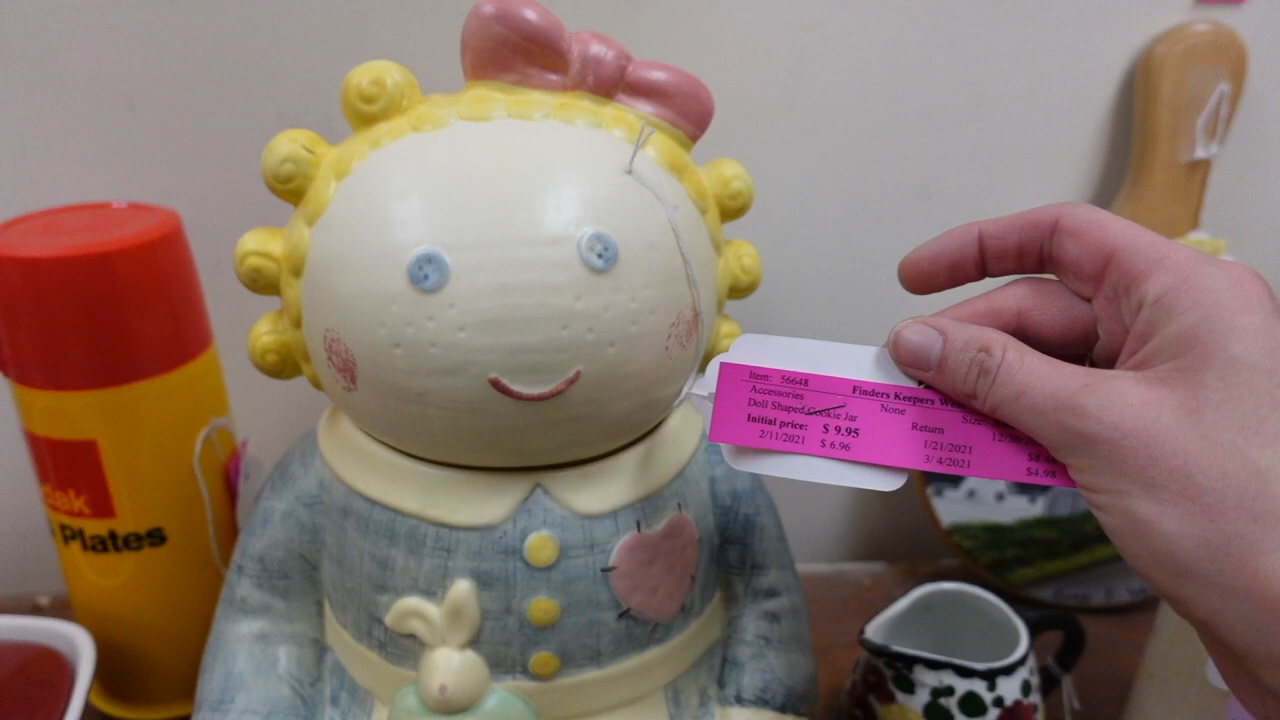 Item: 56648
Finders Keepers
Accessories
None
Size:
Doll Shaped Cookie Jar
Return
Initial price:
$ 9.95
1/21/2021
2/11/2021
$ 6.96
3/ 4/2021
$4.98
Plates